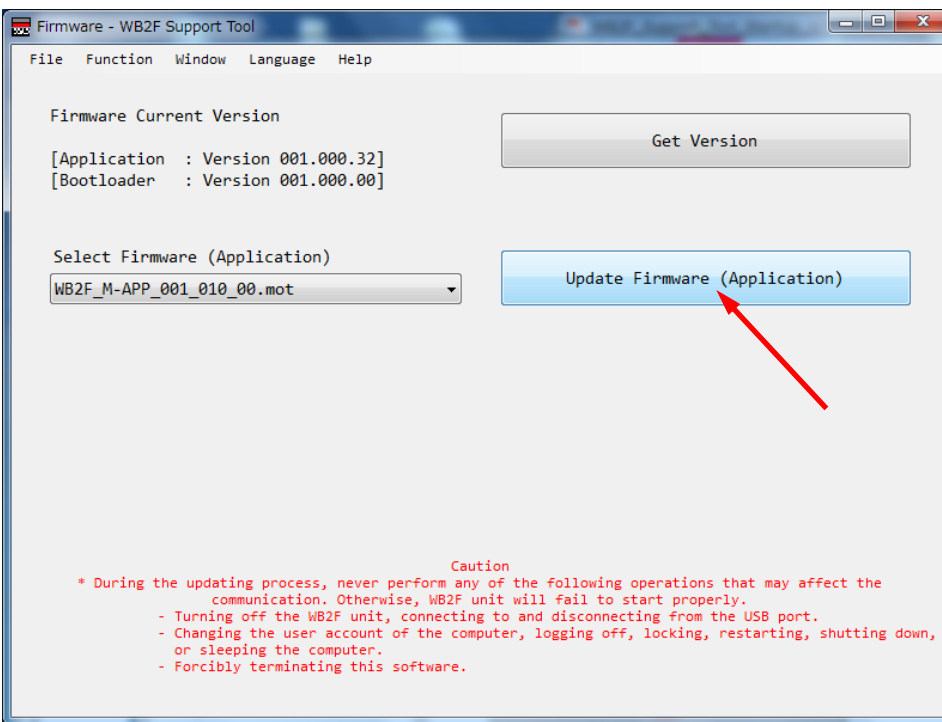 Firmware - WB2F Support Tool
File Function Window Language Help
Firmware Current Version
Get Version
[Application : Version 001.000.32]
[Bootloader : Version 001.000.00]
Select Firmware (Application)
Update Firmware (Application)
WB2F_M-APP_001_010_00.mot
Caution
* During the updating process, never perform any of the following operations that may affect the
communication. Otherwise, WB2F unit will fail to start properly.
- Turning off the WB2F unit, connecting to and disconnecting from the USB port.
- Changing the user account of the computer, logging off, locking, restarting, shutting down,
or sleeping the computer.
- Forcibly terminating this software.